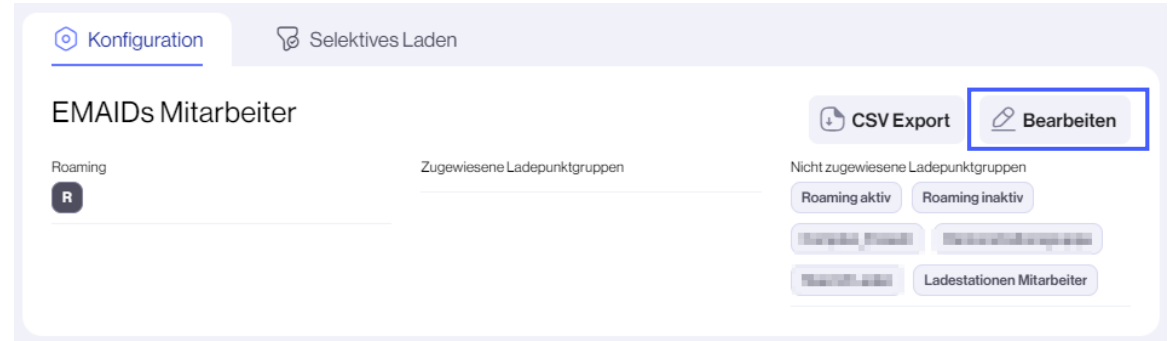 Konfiguration
Selektives Laden
EMAIDs Mitarbeiter
CSV Export
Bearbeiten
Roaming
R
Zugewiesene Ladepunktgruppen
Nicht zugewiesene Ladepunktgruppen
Roaming aktiv
Roaming inaktiv
Ladestationen Mitarbeiter